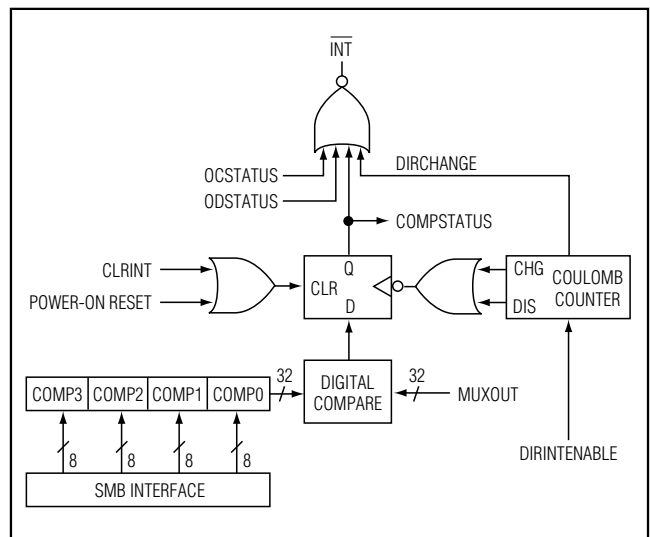 INT
OCSTATUS
DIRCHANGE
ODSTATUS
COMPSTATUS
CLRINT
POWER-ON RESET
CLR
Q
D
CHG
DIS
COULOMB
COUNTER
COMP3 COMP2 COMP1 COMP0
32
DIGITAL
COMPARE
32
MUXOUT
8 8 8 8
DIRINTENABLE
SMB INTERFACE